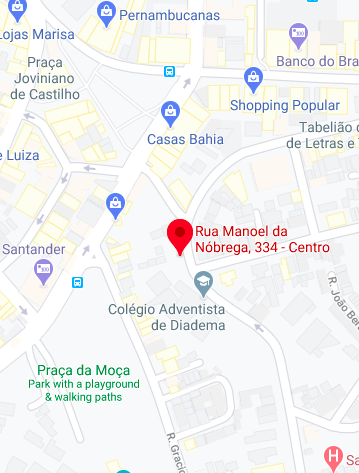 Pernambucanas
Lojas Marisa
Banco do Bra
Praça
Joviniano
de Castilho
Shopping Popular
Casas Bahia
Tabelião d
de Letras e T
e Luiza
Rua Manoel da
Nóbrega, 334 - Centro
Santander
R. João Ber
Colégio Adventista
de Diadema
Praça da Moça
Park with a playground
& walking paths
R. Gracio
H
Sa